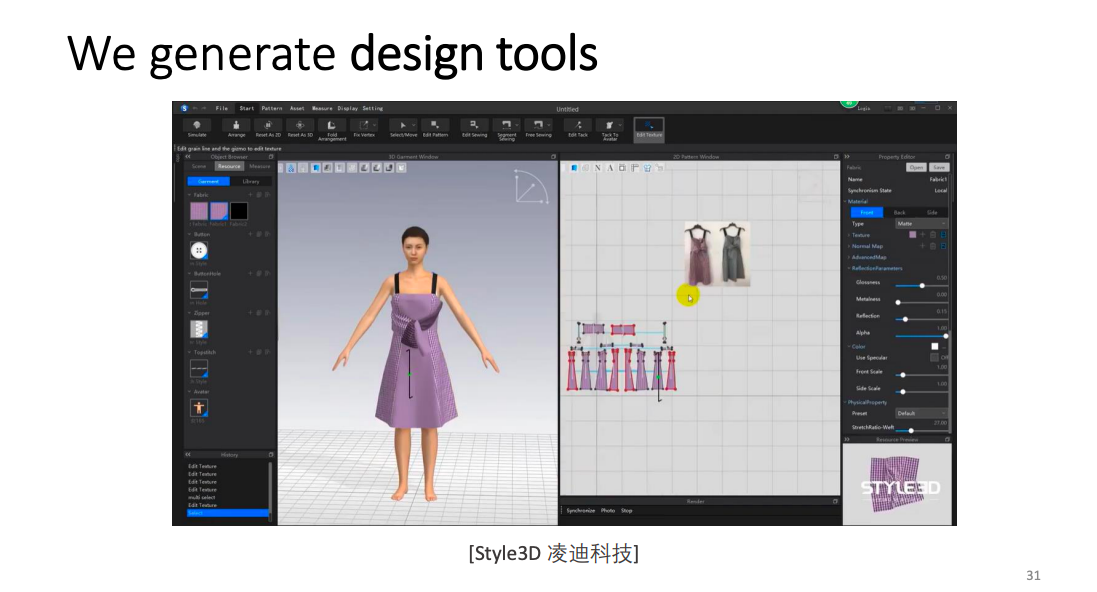 We generate design tools
File Start Pattern Asset Measure Display Setting
Untitled
Login
Simulate
Arrange
Reset As 2D
Reset As 3D
Fold Arrangement
Fix Vertex
Select/Move
Edit Pattern
Edit Sewing
Segment Sewing
Free Sewing
Edit Tack
Tack To Avatar
Edit Texture
Edit grain line and the gizmo to edit texture
Object Browser
3D Garment Window
2D Pattern Window
Property Editor
Scene Resource Measure
Garment Library
Fabric
Button
ButtonHole
Zipper
Topstitch
Avatar
History
Edit Texture
Edit Texture
Edit Texture
Edit Texture
multi select
Edit Texture
Select
Render
Synchronize Photo Stop
Fabric
Open Save
Name Fabric1
Synchronism State Local
Material
Front Back Side
Type Matte
Texture
Normal Map
AdvancedMap
ReflectionParameters
Glossness 0.50
Metalness 0.00
Reflection 0.15
Alpha 1.00
Color
Use Specular Off
Front Scale 1.00
Side Scale 1.00
PhysicalProperty
Preset Default
StretchRatio-Weft 27.00
Resource Preview
STYLE3D
[Style3D 凌迪科技]
31